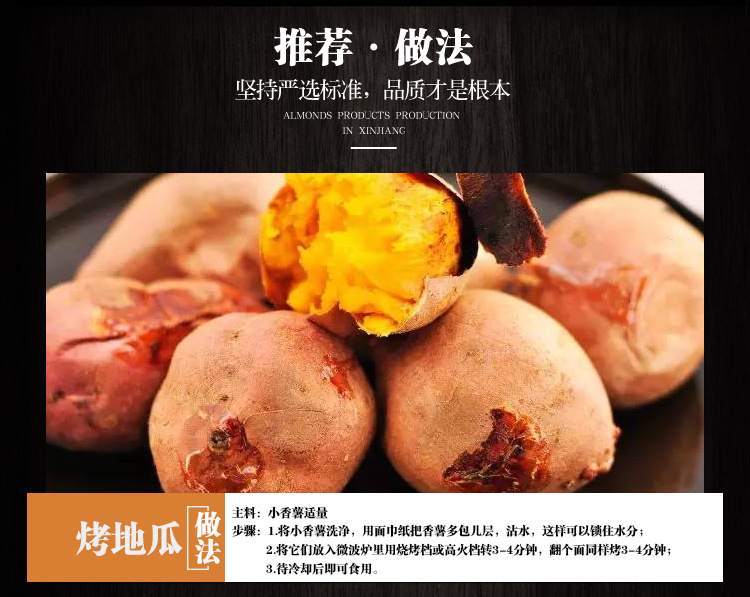 推荐·做法
坚持严选标准，品质才是根本
ALMONDS PRODUCTS PRODUCTION
IN XINJIANG
烤地瓜 做法
主料：小香薯适量
步骤：1.将小香薯洗净，用面巾纸把香薯多包几层，沾水，这样可以锁住水分；
2.将它们放入微波炉里用烧烤档或高火档转3-4分钟，翻个面同样烤3-4分钟；
3.待冷却后即可食用。